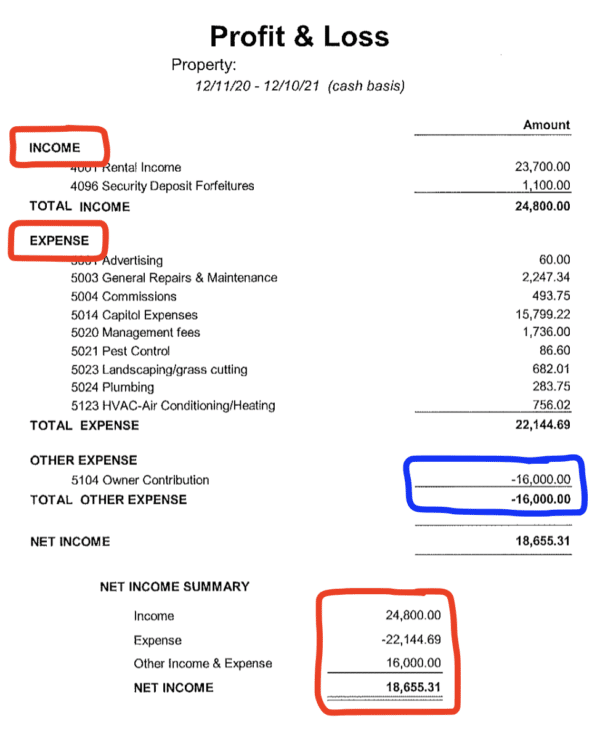 Profit & Loss
Property:
12/11/20 - 12/10/21 (cash basis)
Amount
INCOME
4001 Rental Income 23,700.00
4096 Security Deposit Forfeitures 1,100.00
TOTAL INCOME 24,800.00
EXPENSE
5001 Advertising 60.00
5003 General Repairs & Maintenance 2,247.34
5004 Commissions 493.75
5014 Capitol Expenses 15,799.22
5020 Management fees 1,736.00
5021 Pest Control 86.60
5023 Landscaping/grass cutting 682.01
5024 Plumbing 283.75
5123 HVAC-Air Conditioning/Heating 756.02
TOTAL EXPENSE 22,144.69
OTHER EXPENSE
5104 Owner Contribution -16,000.00
TOTAL OTHER EXPENSE -16,000.00
NET INCOME 18,655.31
NET INCOME SUMMARY
Income 24,800.00
Expense -22,144.69
Other Income & Expense 16,000.00
NET INCOME 18,655.31